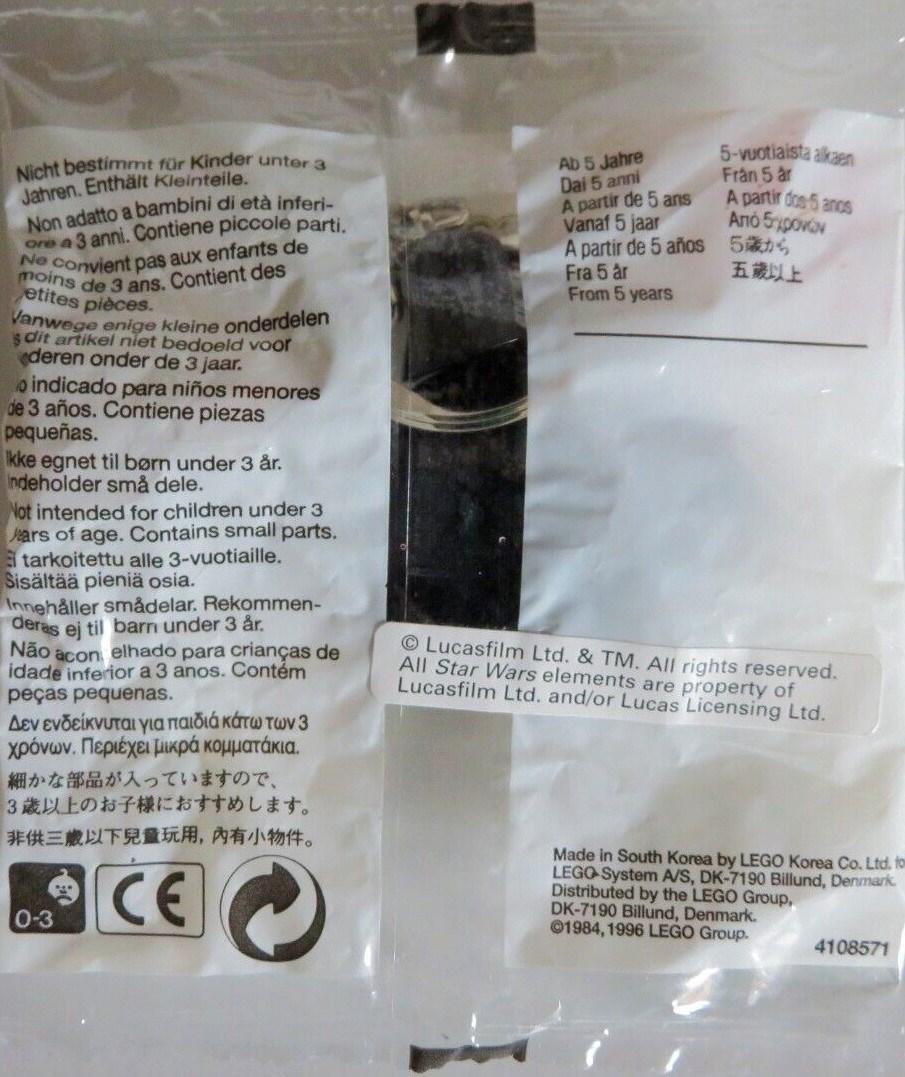 Nicht bestimmt für Kinder unter 3
Jahren. Enthält Kleinteile.
Non adatto a bambini di età inferi-
ore a 3 anni. Contiene piccole parti.
Ne convient pas aux enfants de
moins de 3 ans. Contient des
etites pièces.
Vanwege enige kleine onderdelen
s dit artikel niet bedoeld voor
deren onder de 3 jaar.
o indicado para niños menores
de 3 años. Contiene piezas
pequeñas.
Ikke egnet til børn under 3 år.
Indeholder små dele.
Not intended for children under 3
years of age. Contains small parts.
Ei tarkoitettu alle 3-vuotiaille.
Sisältää pieniä osia.
Innehåller smådelar. Rekommen-
deras ej till barn under 3 år.
Não acon elhado para crianças de
idade inferior a 3 anos. Contém
peças pequenas.
Δεν ενδείκνυται για παιδιά κάτω των 3
χρόνων. Περιέχει μικρά κομματάκια.
細かな部品が入っていますので、
3歳以上のお子様におすすめします。
非供三歲以下兒童玩用, 內有小物件。
0-3
CE
Ab 5 Jahre
Dai 5 anni
A partir de 5 ans
Vanaf 5 jaar
A partir de 5 años
Fra 5 år
From 5 years
5-vuotiaista alkaen
Från 5 år
A partir dos 5 anos
Από 5 χρονών
5歳から
五歲以上
© Lucasfilm Ltd. & TM. All rights reserved.
All Star Wars elements are property of
Lucasfilm Ltd. and/or Lucas Licensing Ltd.
Made in South Korea by LEGO Korea Co. Ltd. fo
LEGO System A/S, DK-7190 Billund, Denmark.
Distributed by the LEGO Group,
DK-7190 Billund, Denmark.
©1984, 1996 LEGO Group.
4108571